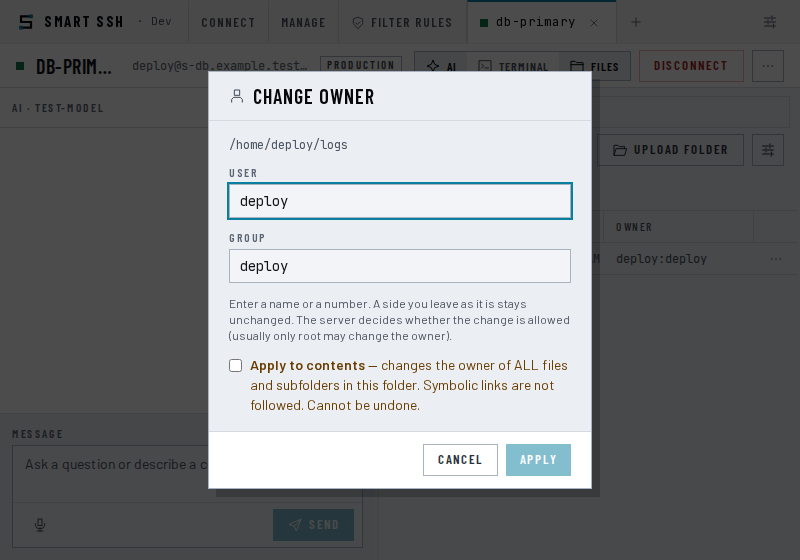 SMART SSH · Dev CONNECT MANAGE FILTER RULES db-primary × +
DB-PRIM... deploy@s-db.example.test… PRODUCTION AI TERMINAL FILES DISCONNECT ...
AI · TEST-MODEL
CHANGE OWNER
/home/deploy/logs
USER
deploy
GROUP
deploy
Enter a name or a number. A side you leave as it is stays
unchanged. The server decides whether the change is allowed
(usually only root may change the owner).
Apply to contents — changes the owner of ALL files
and subfolders in this folder. Symbolic links are not
followed. Cannot be undone.
CANCEL APPLY
UPLOAD FOLDER
OWNER
deploy:deploy ...
MESSAGE
Ask a question or describe a c
SEND